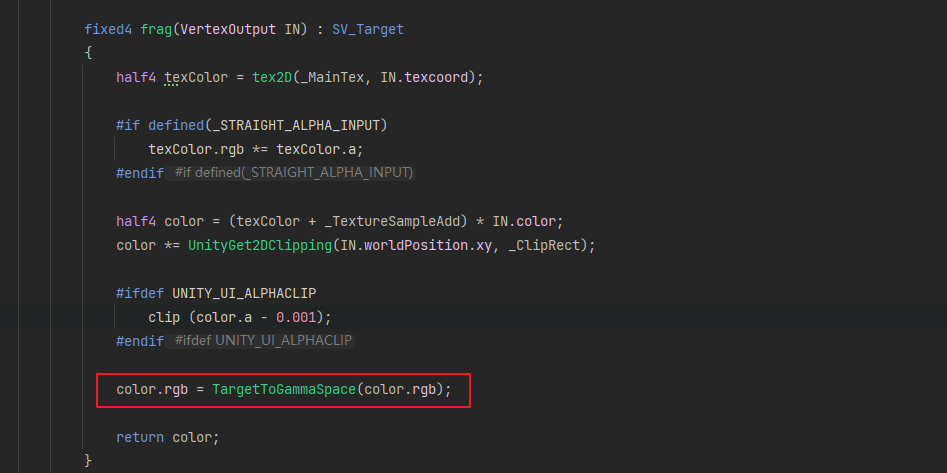 fixed4 frag(VertexOutput IN) : SV_Target
{
half4 texColor = tex2D(_MainTex, IN.texcoord);
#if defined(_STRAIGHT_ALPHA_INPUT)
texColor.rgb *= texColor.a;
#endif #if defined(_STRAIGHT_ALPHA_INPUT)
half4 color = (texColor + _TextureSampleAdd) * IN.color;
color *= UnityGet2DClipping(IN.worldPosition.xy, _ClipRect);
#ifdef UNITY_UI_ALPHACLIP
clip (color.a - 0.001);
#endif #ifdef UNITY_UI_ALPHACLIP
color.rgb = TargetToGammaSpace(color.rgb);
return color;
}